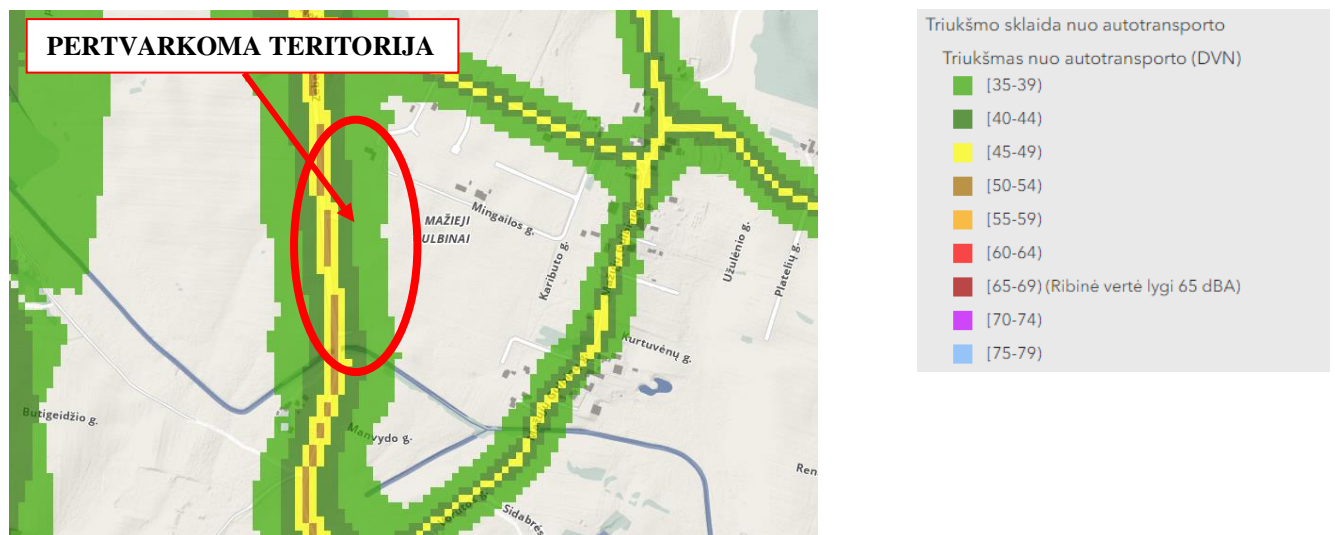 PERTVARKOMA TERITORIJA
Mingailos g.
MAŽIEJI
ULBINAI
Kaributo g.
Užulėnio g.
Platelių g.
Kurtuvėnų g.
Butigeidžio g.
Manvydo g.
Ren
Sidabrės
Triukšmo sklaida nuo autotransporto
Triukšmas nuo autotransporto (DVN)
[35-39)
[40-44)
[45-49)
[50-54)
[55-59)
[60-64)
[65-69) (Ribinė vertė lygi 65 dBA)
[70-74)
[75-79)